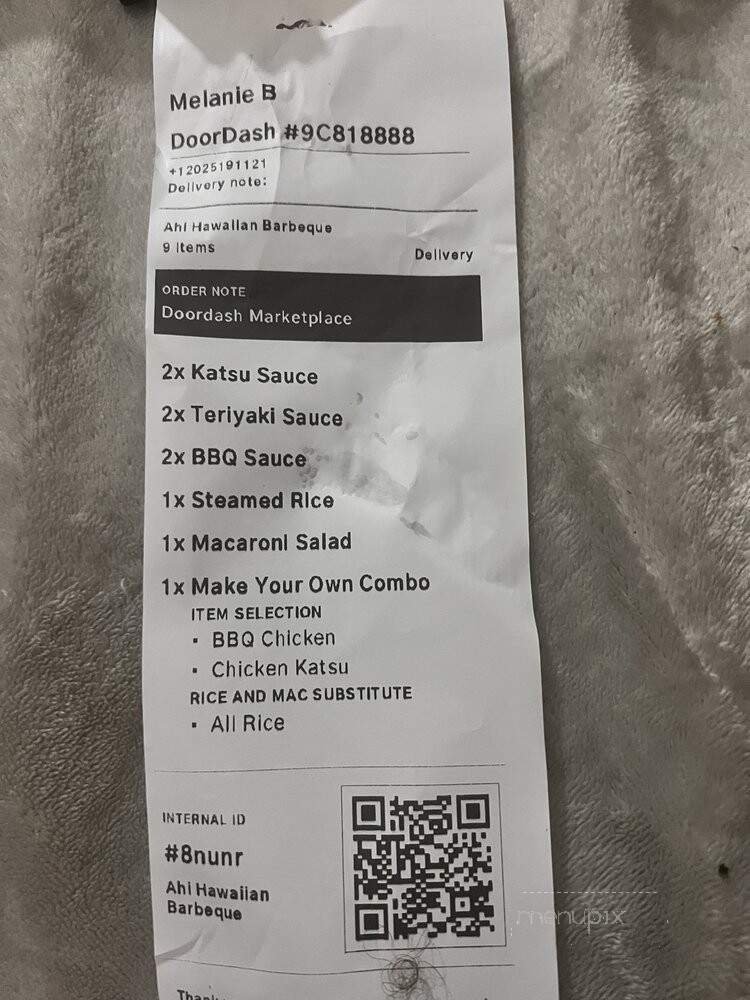 Melanie B
DoorDash #9C818888
+12025191121
Delivery note:
Ahi Hawaiian Barbeque
9 items
Delivery
ORDER NOTE
Doordash Marketplace
2x Katsu Sauce
2x Teriyaki Sauce
2x BBQ Sauce
1x Steamed Rice
1x Macaroni Salad
1x Make Your Own Combo
ITEM SELECTION
▪ BBQ Chicken
▪ Chicken Katsu
RICE AND MAC SUBSTITUTE
▪ All Rice
INTERNAL ID
#8nunr
Ahi Hawaiian
Barbeque
menupix